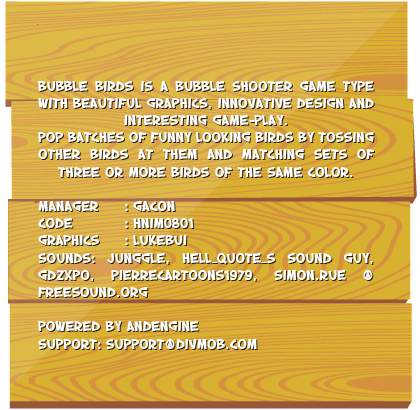 BUBBLE BIRDS IS A BUBBLE SHOOTER GAME TYPE
WITH BEAUTIFUL GRAPHICS, INNOVATIVE DESIGN AND
INTERESTING GAME-PLAY.
POP BATCHES OF FUNNY LOOKING BIRDS BY TOSSING
OTHER BIRDS AT THEM AND MATCHING SETS OF
THREE OR MORE BIRDS OF THE SAME COLOR.
MANAGER : GACON
CODE : HNIM0801
GRAPHICS : LUKEBUI
SOUNDS: JUNGGLE, HELL_QUOTE_S SOUND GUY,
GDZXPO, PIERRECARTOONS1979, SIMON.RUE @
FREESOUND.ORG
POWERED BY ANDENGINE
SUPPORT: SUPPORT@DIVMOB.COM